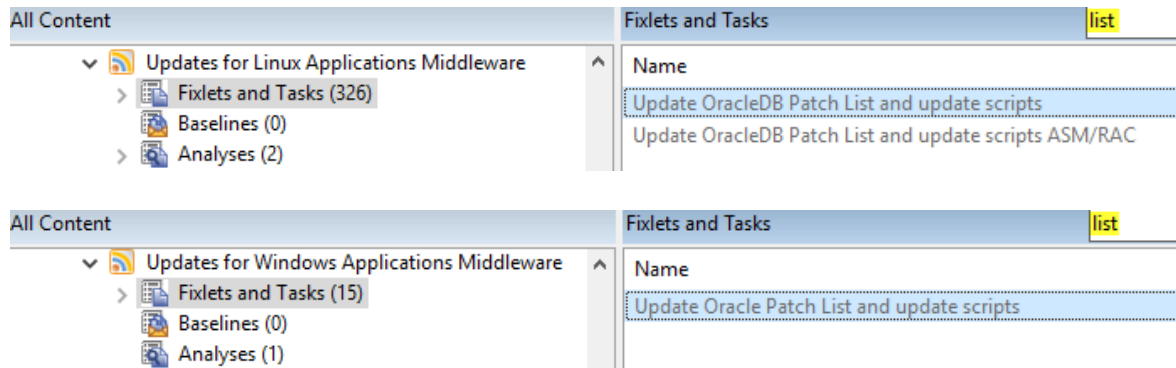 All Content
Fixlets and Tasks
list
Updates for Linux Applications Middleware
Name
Fixlets and Tasks (326)
Update OracleDB Patch List and update scripts
Baselines (0)
Update OracleDB Patch List and update scripts ASM/RAC
Analyses (2)
All Content
Fixlets and Tasks
list
Updates for Windows Applications Middleware
Name
Fixlets and Tasks (15)
Update Oracle Patch List and update scripts
Baselines (0)
Analyses (1)